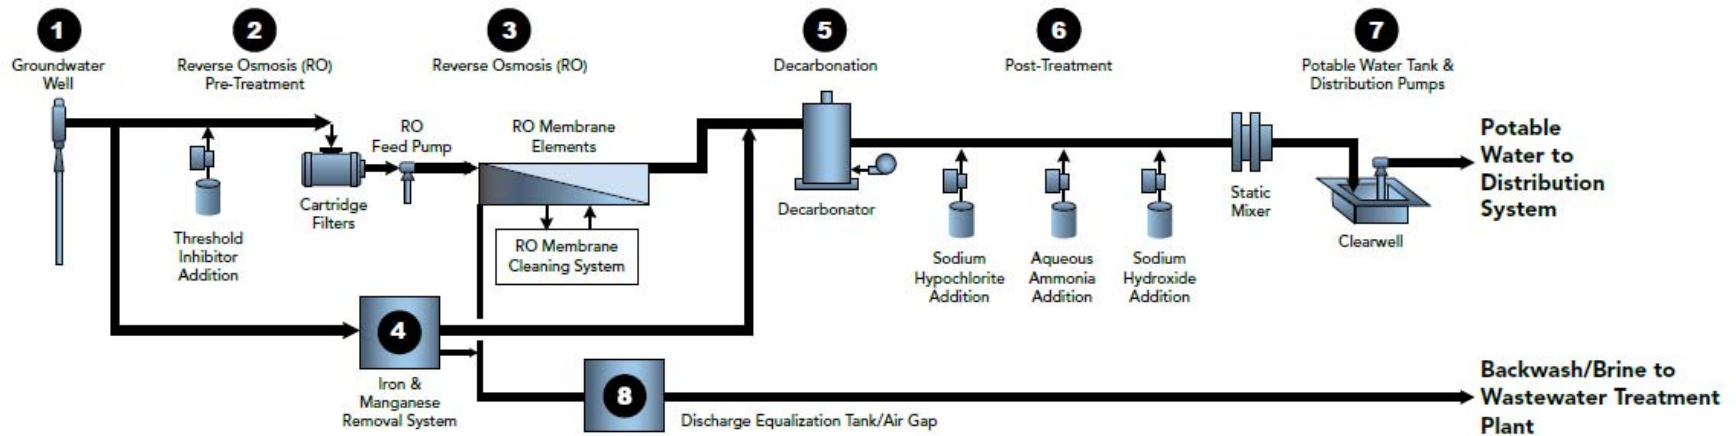 1
Groundwater
Well
2
Reverse Osmosis (RO)
Pre-Treatment
3
Reverse Osmosis (RO)
5
Decarbonation
6
Post-Treatment
7
Potable Water Tank &
Distribution Pumps
RO
Feed Pump
RO Membrane
Elements
Cartridge
Filters
Threshold
Inhibitor
Addition
RO Membrane
Cleaning System
Decarbonator
Sodium
Hypochlorite
Addition
Aqueous
Ammonia
Addition
Sodium
Hydroxide
Addition
Static
Mixer
Clearwell
Potable
Water to
Distribution
System
4
Iron &
Manganese
Removal System
8
Discharge Equalization Tank/Air Gap
Backwash/Brine to
Wastewater Treatment
Plant